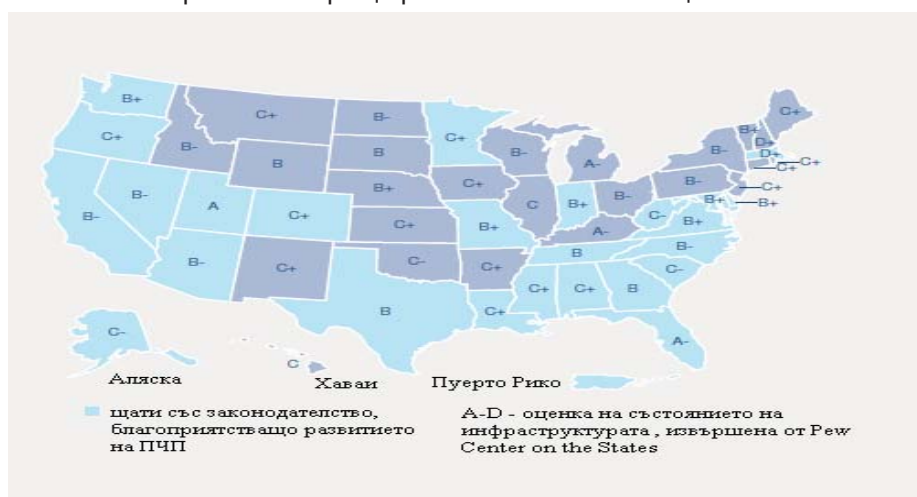 B+
C+
B-
C+
B
B-
B
B+
C+
C+
C+
B-
C
A-
B+
B-
A-
B-
B-
B+
D+
D+
C+
C+
C+
C+
B+
B+
B-
B-
A
C+
B-
C+
C-
B
B+
C+
C-
B+
B
B-
C-
C+
C+
C+
B
A-
C-
C
Аляска
Хаваи
Пуерто Рико
щати със законодателство,
благоприятстващо развитието
на ПЧП
A-D - оценка на състоянието на
инфраструктурата , извършена от Pew
Center on the States